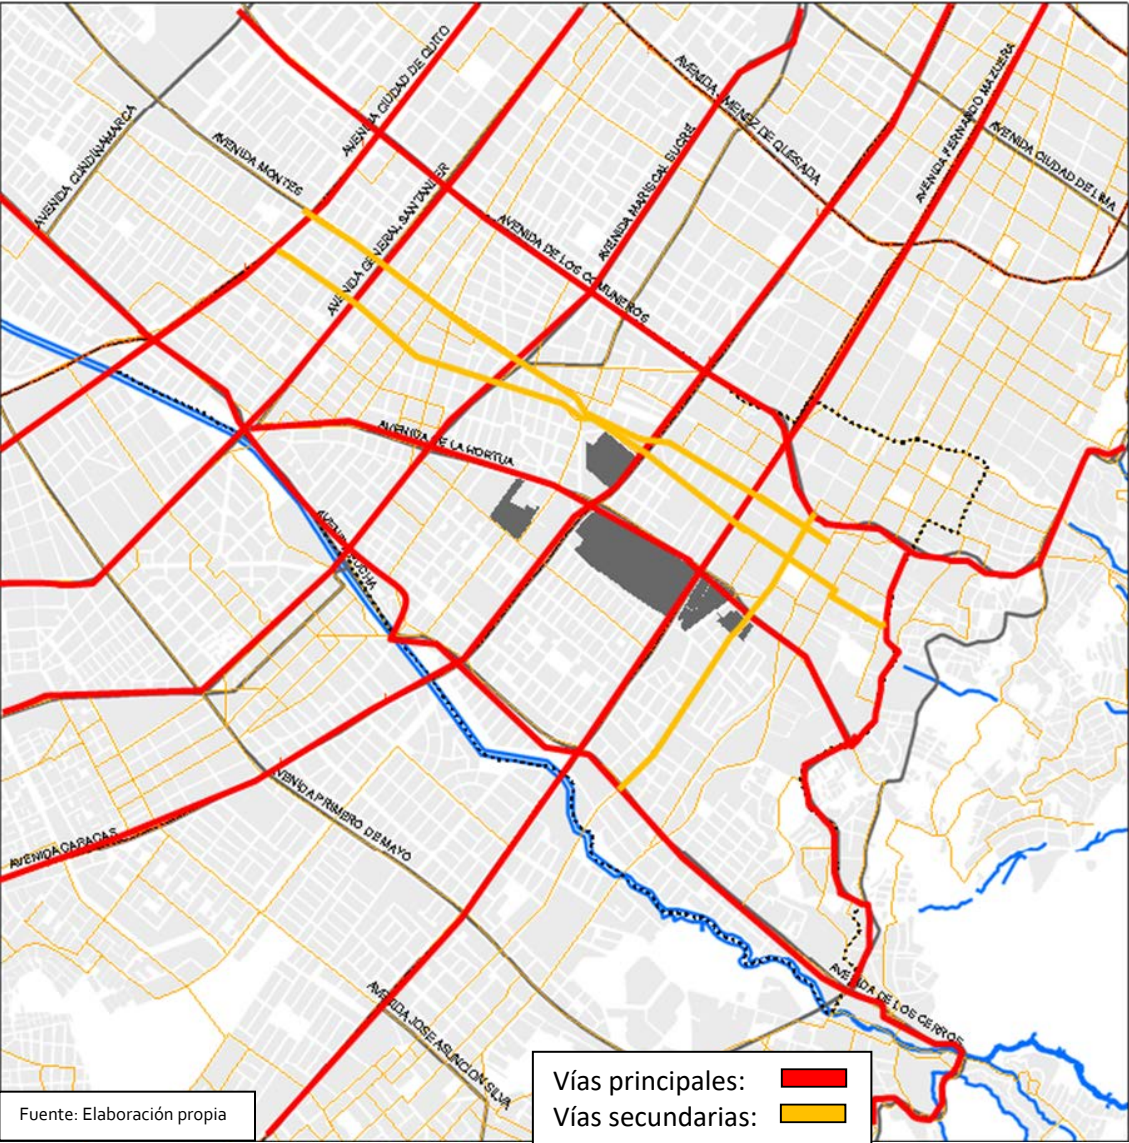 AVENIDA CIUDAD DE QUITO
AVENIDA CUNDINAMARCA
AVENIDA MONTES
AVENIDA JIMENEZ DE QUESADA
AVENIDA FERNANDO MAZUERA
AVENIDA CIUDAD DE LIMA
AVENIDA MARISCAL SUCRE
AVENIDA GENERAL SANTANDER
AVENIDA DE LOS COMUNEROS
AVENIDA DE LA HORTUA
AVENIDA PRIMERO DE MAYO
AVENIDA CARACAS
AVENIDA DE LOS CERROS
AVENIDA JOSE ASUNCION SILVA
Vías principales:
Vías secundarias:
Fuente: Elaboración propia